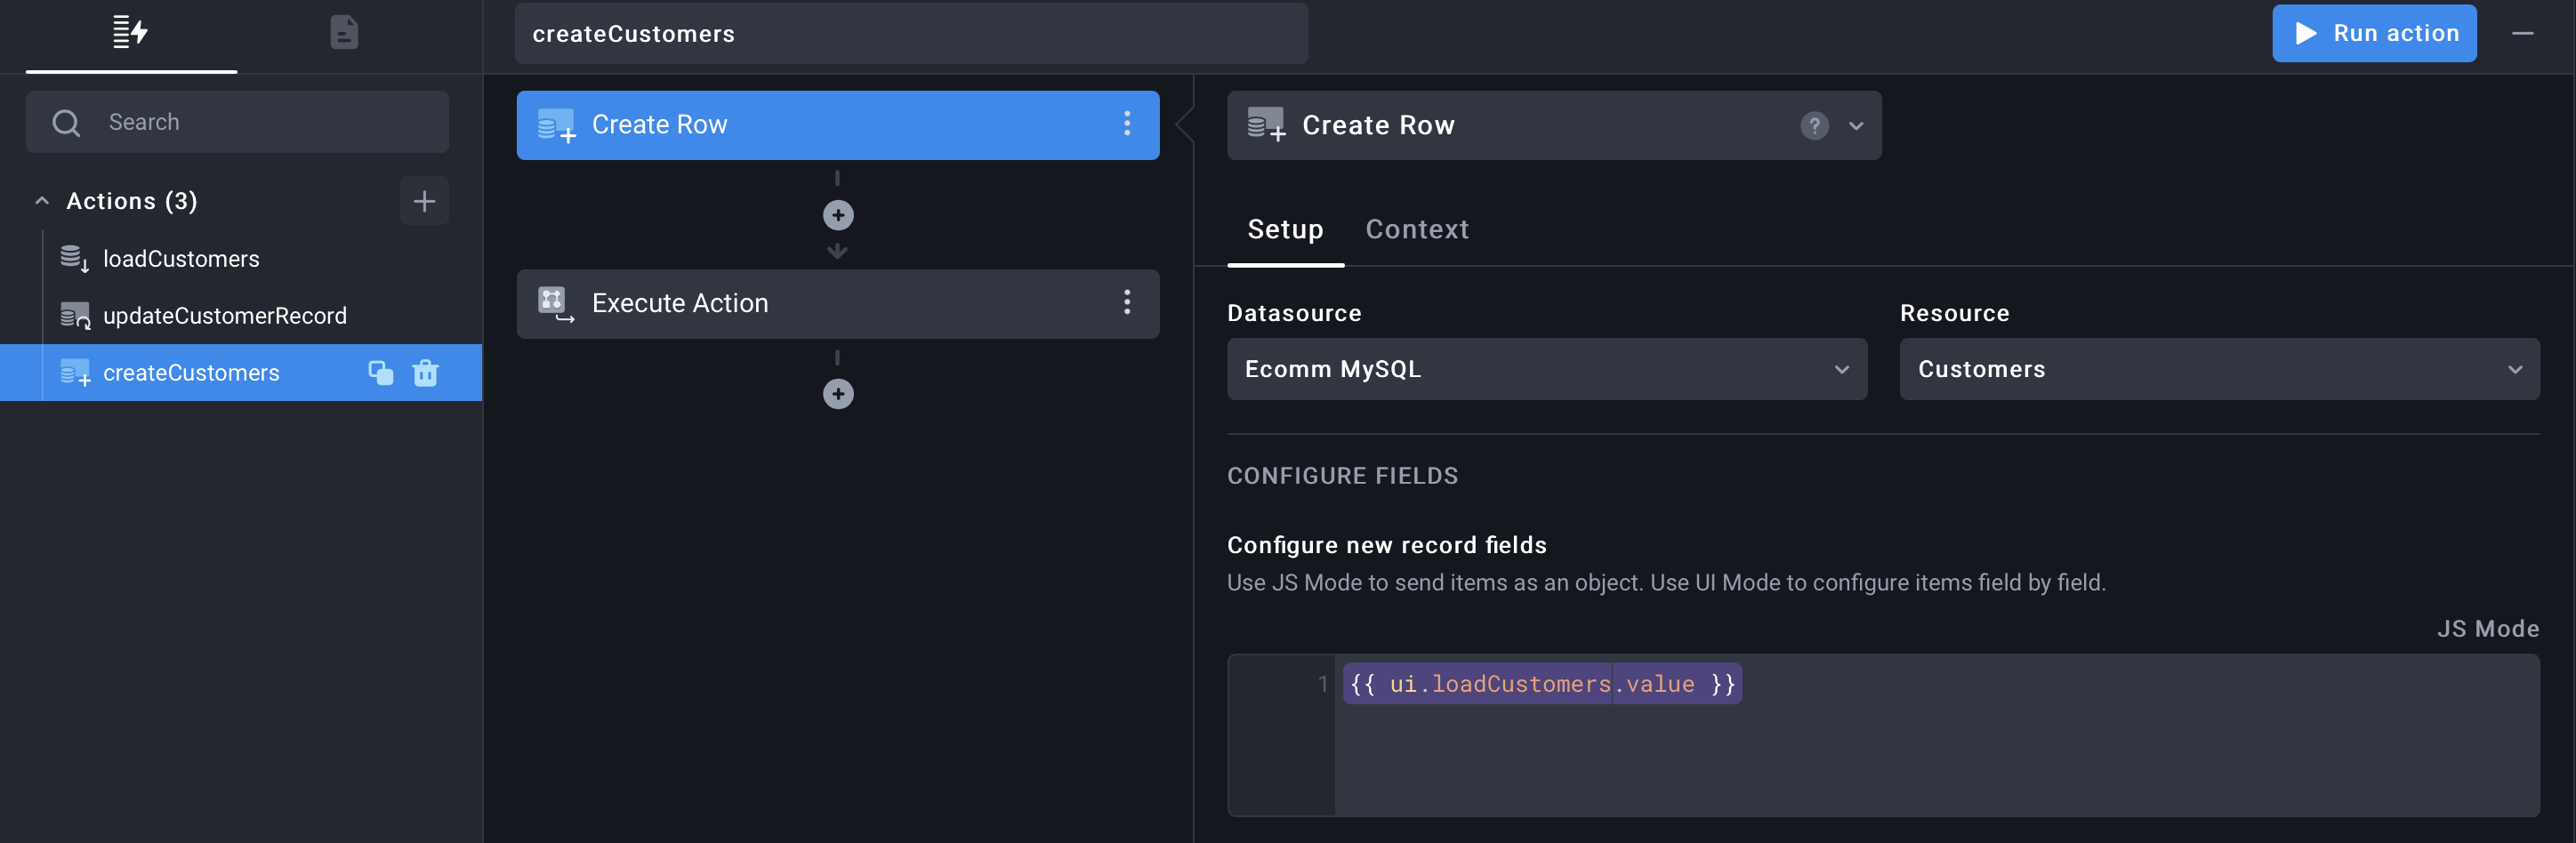 createCustomers
Run action
Search
Actions (3)
loadCustomers
updateCustomerRecord
createCustomers
Create Row
Execute Action
Create Row
?
Setup Context
Datasource Resource
Ecomm MySQL Customers
CONFIGURE FIELDS
Configure new record fields
Use JS Mode to send items as an object. Use UI Mode to configure items field by field.
JS Mode
1 {{ ui.loadCustomers.value }}